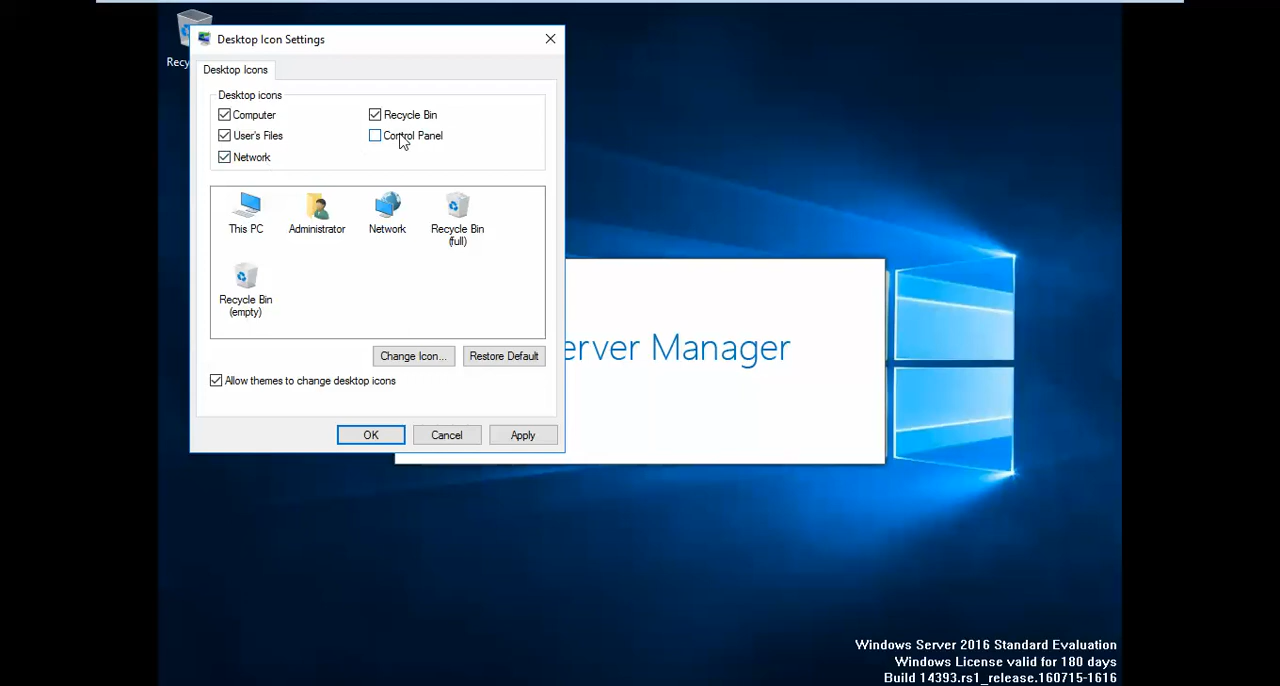 Recy
Desktop Icon Settings
Desktop Icons
Desktop icons
Computer
Recycle Bin
User's Files
Control Panel
Network
This PC
Administrator
Network
Recycle Bin
(full)
Recycle Bin
(empty)
Change Icon...
Restore Default
Allow themes to change desktop icons
OK
Cancel
Apply
erver Manager
Windows Server 2016 Standard Evaluation
Windows License valid for 180 days
Build 14393.rs1_release.160715-1616